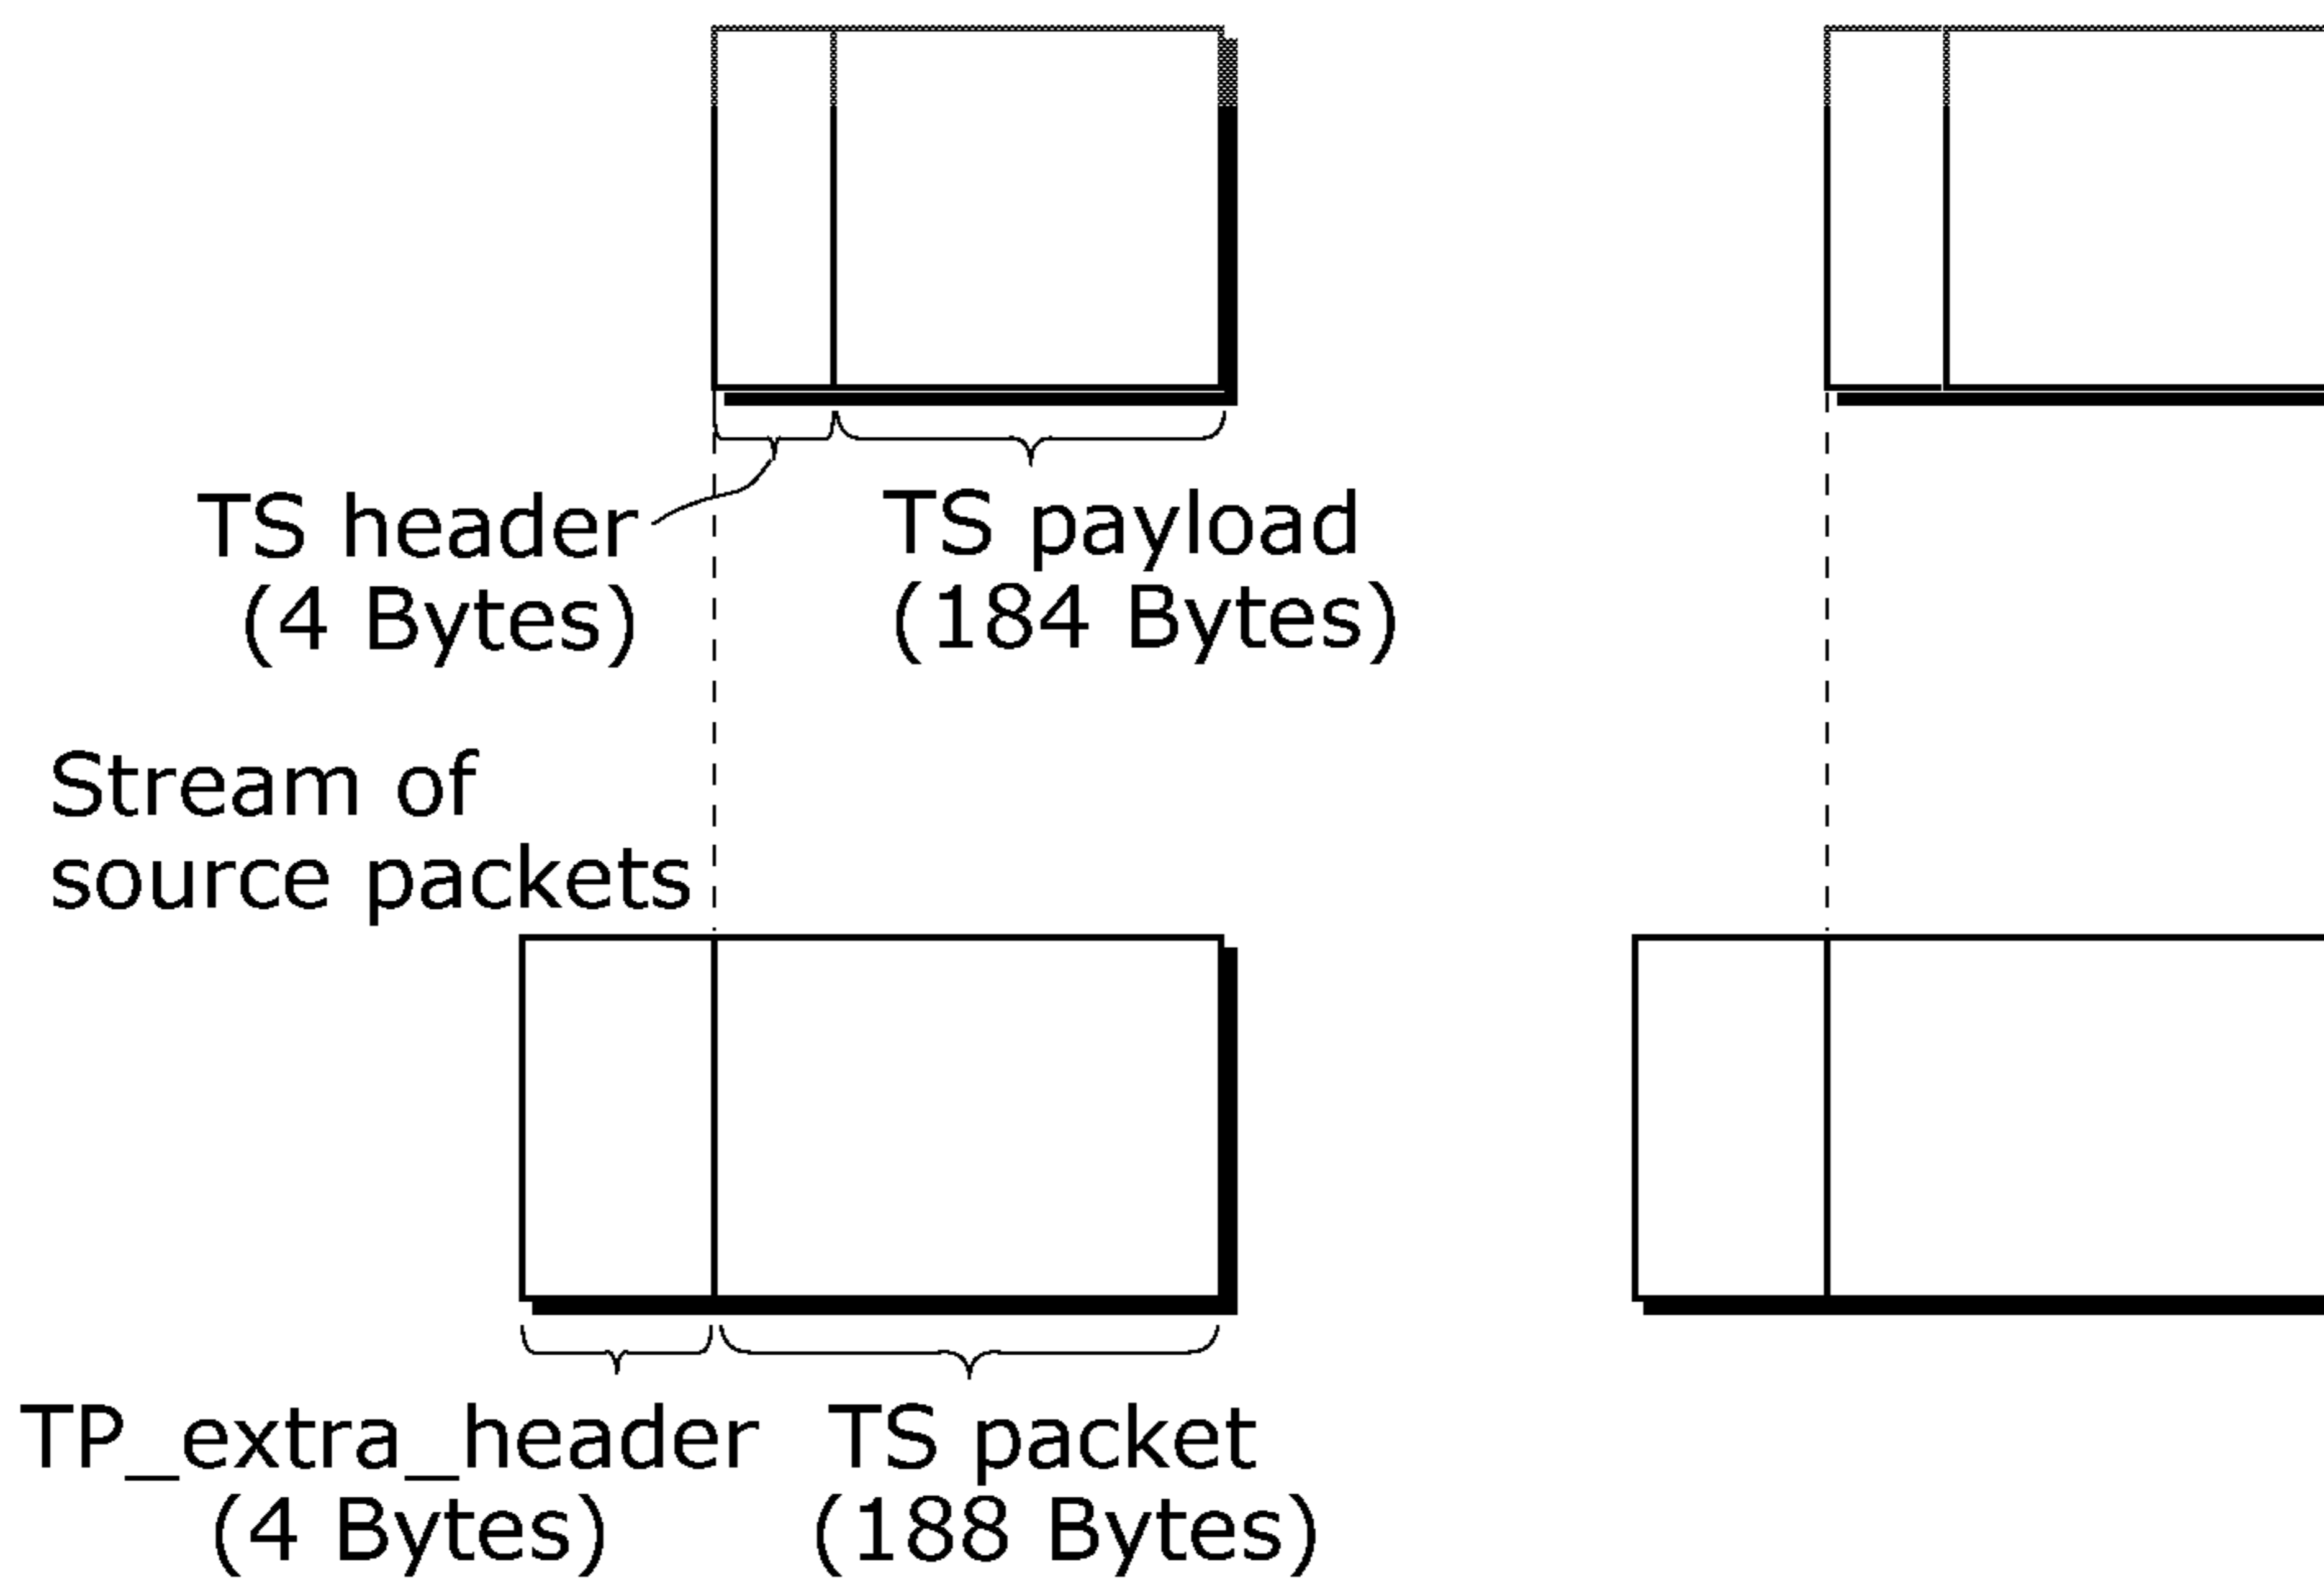 TS header
(4 Bytes)
TS payload
(184 Bytes)
Stream of
source packets
TP_extra_header
(4 Bytes)
TS packet
(188 Bytes)